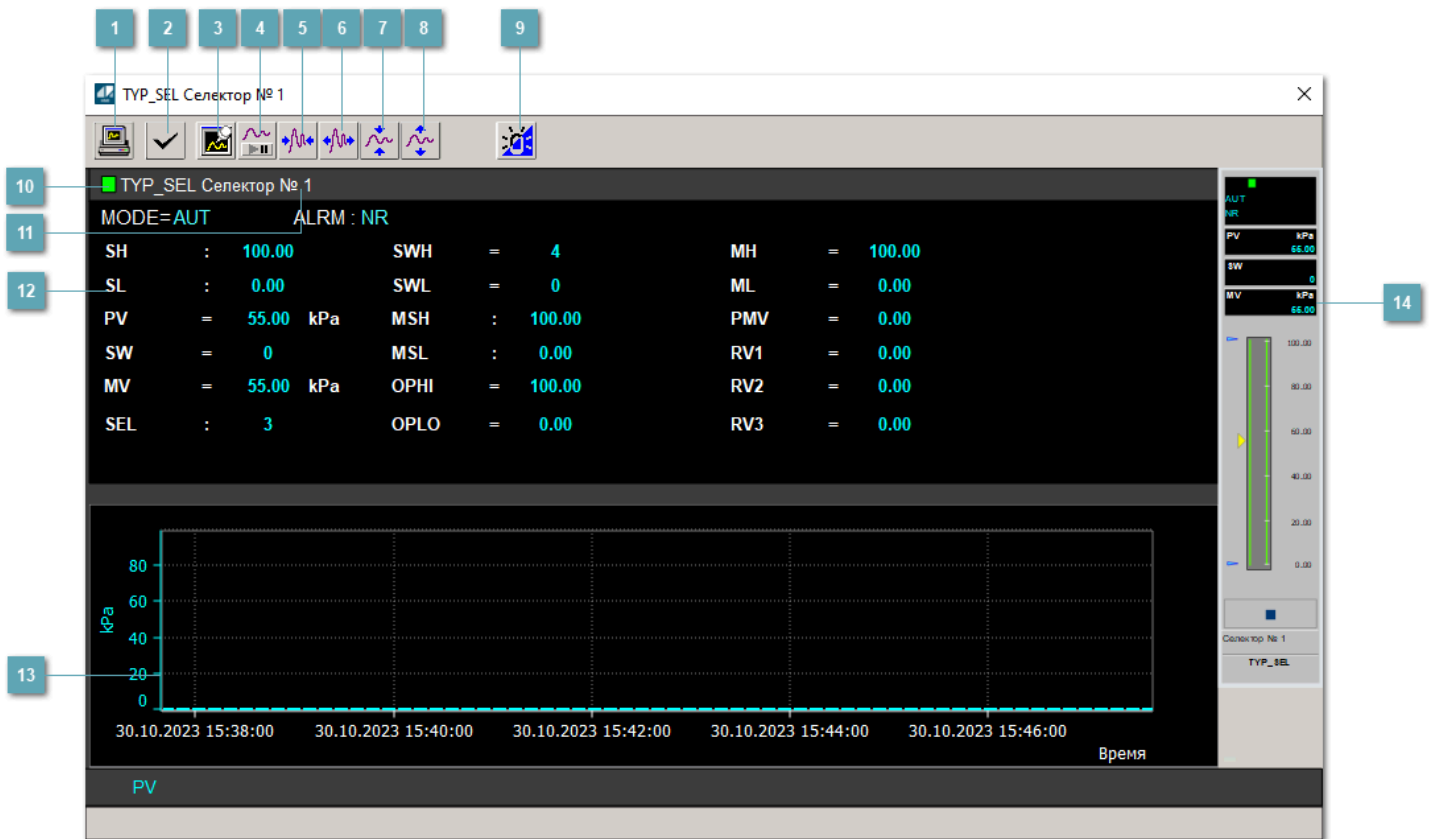 1 2 3 4 5 6 7 8 9
TYP_SEL Селектор № 1
10
TYP_SEL Селектор № 1
11
MODE=AUT ALRM : NR
SH : 100.00 SWH = 4 MH = 100.00
12
SL : 0.00 SWL = 0 ML = 0.00
PV = 55.00 kPa MSH : 100.00 PMV = 0.00
SW = 0 MSL : 0.00 RV1 = 0.00
MV = 55.00 kPa OPHI = 100.00 RV2 = 0.00
SEL : 3 OPLO = 0.00 RV3 = 0.00
AUT
NR
PV kPa
66.00
SW
0
MV kPa
66.00
14
100.00
80.00
60.00
40.00
20.00
0.00
Селектор № 1
TYP_SEL
13
kPa
80
60
40
20
0
30.10.2023 15:38:00 30.10.2023 15:40:00 30.10.2023 15:42:00 30.10.2023 15:44:00 30.10.2023 15:46:00
Время
PV